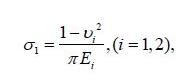 σ₁ = (1−υᵢ²)/(πEᵢ), (i = 1,2),